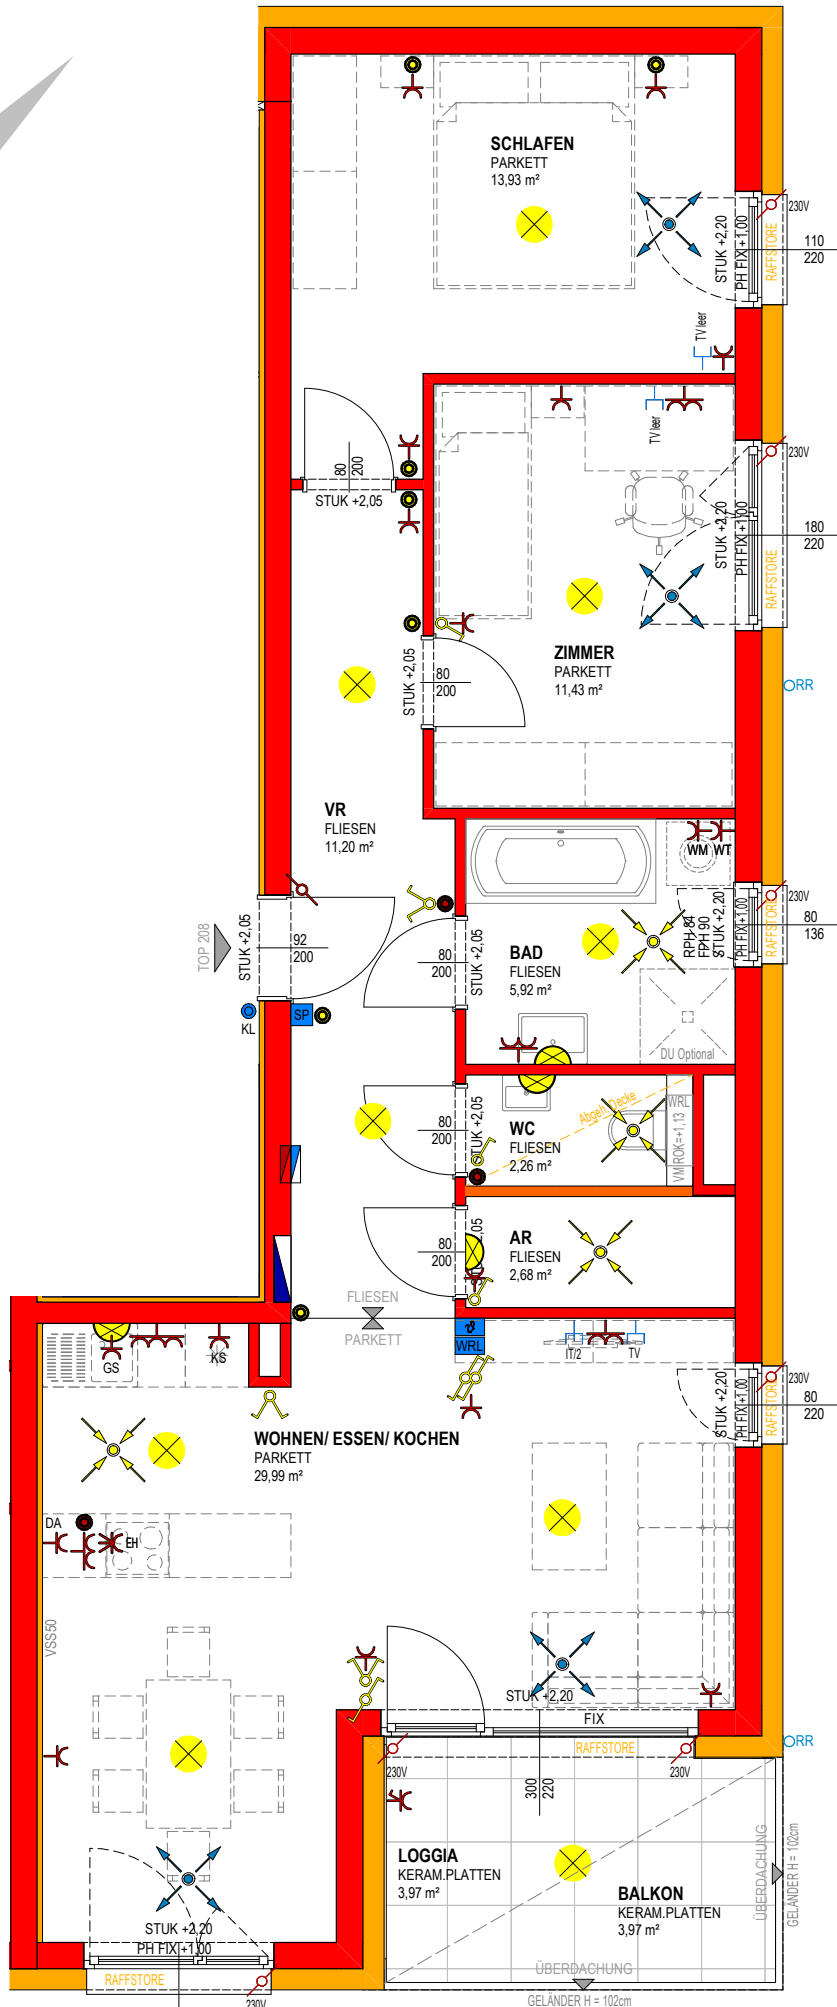 SCHLAFEN
PARKETT
13,93 m²
230V
RAFFSTORE
STUK +2,20
PH FIX +1,00
110
220
TV leer
TV leer
80
200
STUK +2,05
230V
STUK +2,20
PH FIX +1,00
RAFFSTORE
180
220
ZIMMER
PARKETT
11,43 m²
STUK +2,05
80
200
RR
VR
FLIESEN
11,20 m²
WM WT
230V
RAFFSTORE
RPH 84
FPH 90
STUK +2,20
PH FIX +1,00
80
136
TOP 208
STUK +2,05
92
200
80
200
STUK +2,05
BAD
FLIESEN
5,92 m²
DU Optional
KL
SP
80
200
STUK +2,05
WC
FLIESEN
2,26 m²
Abgeh. Decke
WRL
VM ROK=+1,13
80
200
AR
FLIESEN
2,68 m²
FLIESEN
PARKETT
WRL
IT/2
TV
GS
KS
230V
RAFFSTORE
STUK +2,20
PH FIX +1,00
80
220
WOHNEN/ ESSEN/ KOCHEN
PARKETT
29,99 m²
DA
EH
VSS50
STUK +2,20
FIX
RAFFSTORE
230V
230V
300
220
RR
LOGGIA
KERAM.PLATTEN
3,97 m²
BALKON
KERAM.PLATTEN
3,97 m²
ÜBERDACHUNG
GELÄNDER H = 102cm
STUK +2,20
PH FIX +1,00
RAFFSTORE
230V
ÜBERDACHUNG
GELÄNDER H = 102cm